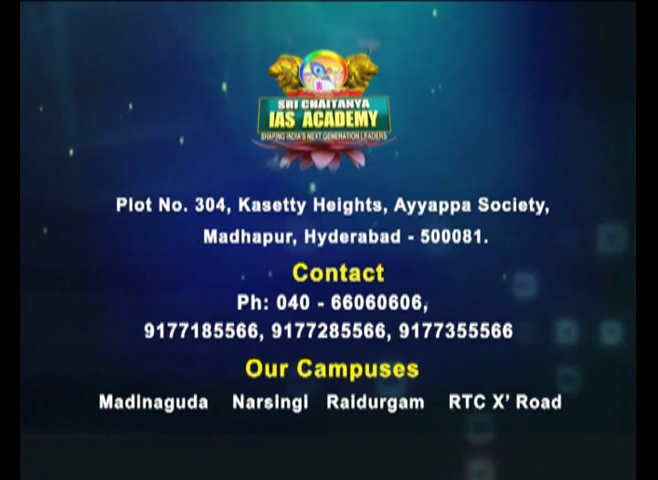 SRI CHAITANYA
IAS ACADEMY
SHAPING INDIA'S NEXT GENERATION LEADERS
Plot No. 304, Kasetty Heights, Ayyappa Society,
Madhapur, Hyderabad - 500081.
Contact
Ph: 040 - 66060606,
9177185566, 9177285566, 9177355566
Our Campuses
Madinaguda Narsingi Raidurgam RTC X' Road